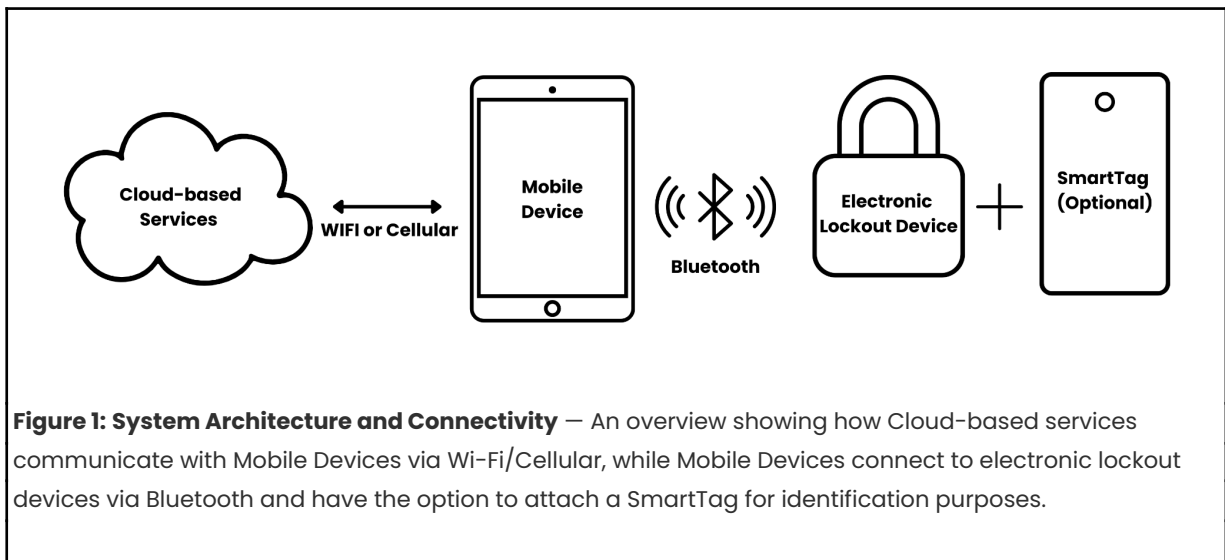 Cloud-based
Services
WIFI or Cellular
Mobile
Device
Bluetooth
Electronic
Lockout Device
SmartTag
(Optional)
Figure 1: System Architecture and Connectivity — An overview showing how Cloud-based services
communicate with Mobile Devices via Wi-Fi/Cellular, while Mobile Devices connect to electronic lockout
devices via Bluetooth and have the option to attach a SmartTag for identification purposes.